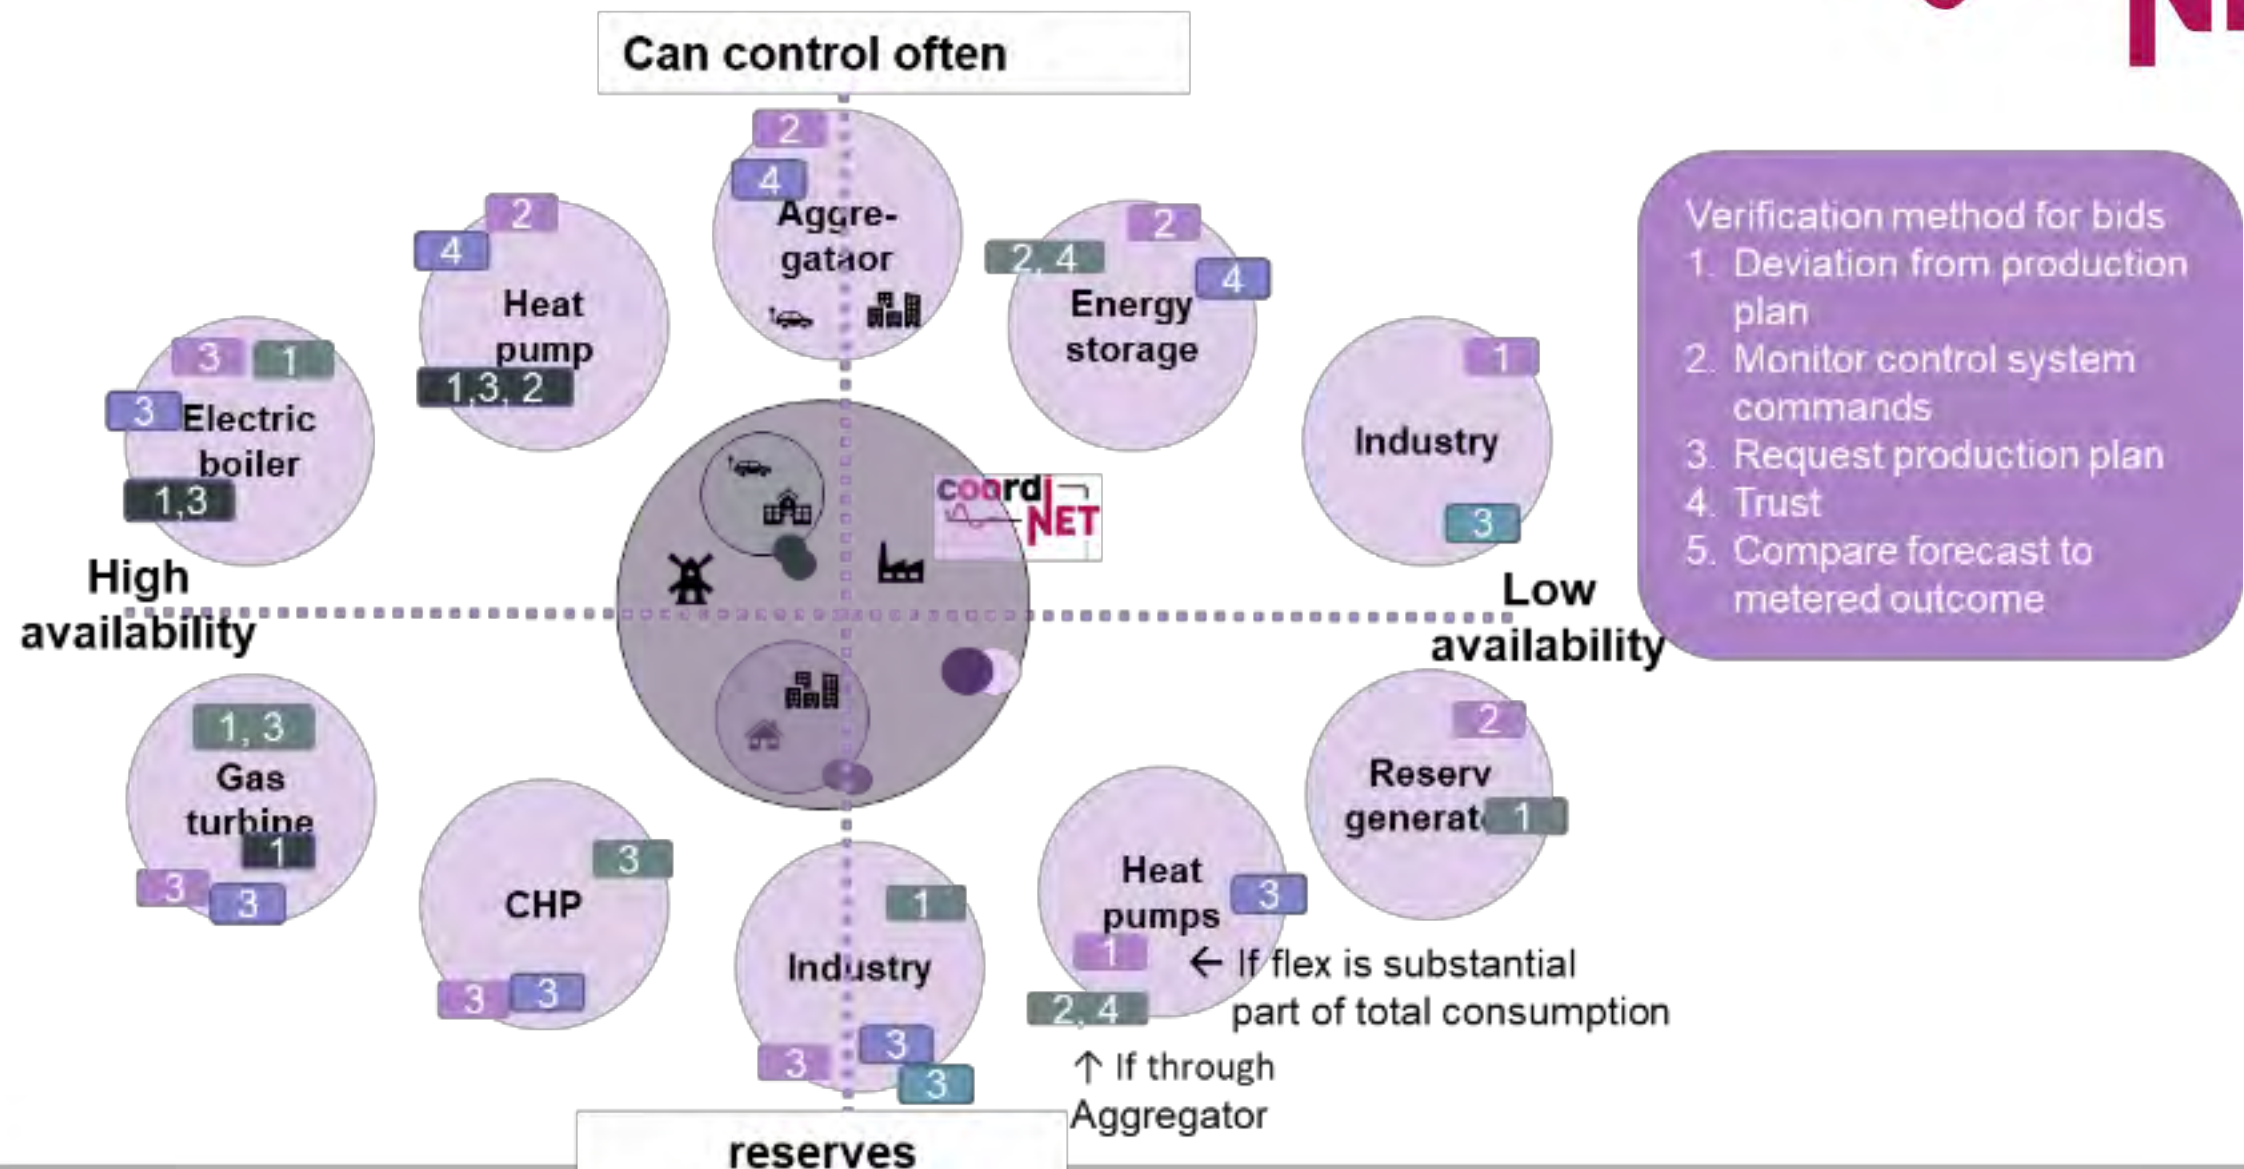 Can control often
2
4
Aggre-
gataor
2
4
Heat
pump
1,3, 2
2
2, 4
4
Energy
storage
3
1
3
Electric
boiler
1,3
1
Industry
3
coordi
NET
High
availability
Low
availability
Verification method for bids
1. Deviation from production
plan
2. Monitor control system
commands
3. Request production plan
4. Trust
5. Compare forecast to
metered outcome
1, 3
Gas
turbine
1
3
3
3
CHP
3
3
1
Industry
3
3
3
Heat
pumps
3
1
← If flex is substantial
part of total consumption
2, 4
↑ If through
Aggregator
2
Reserv
1
reserves